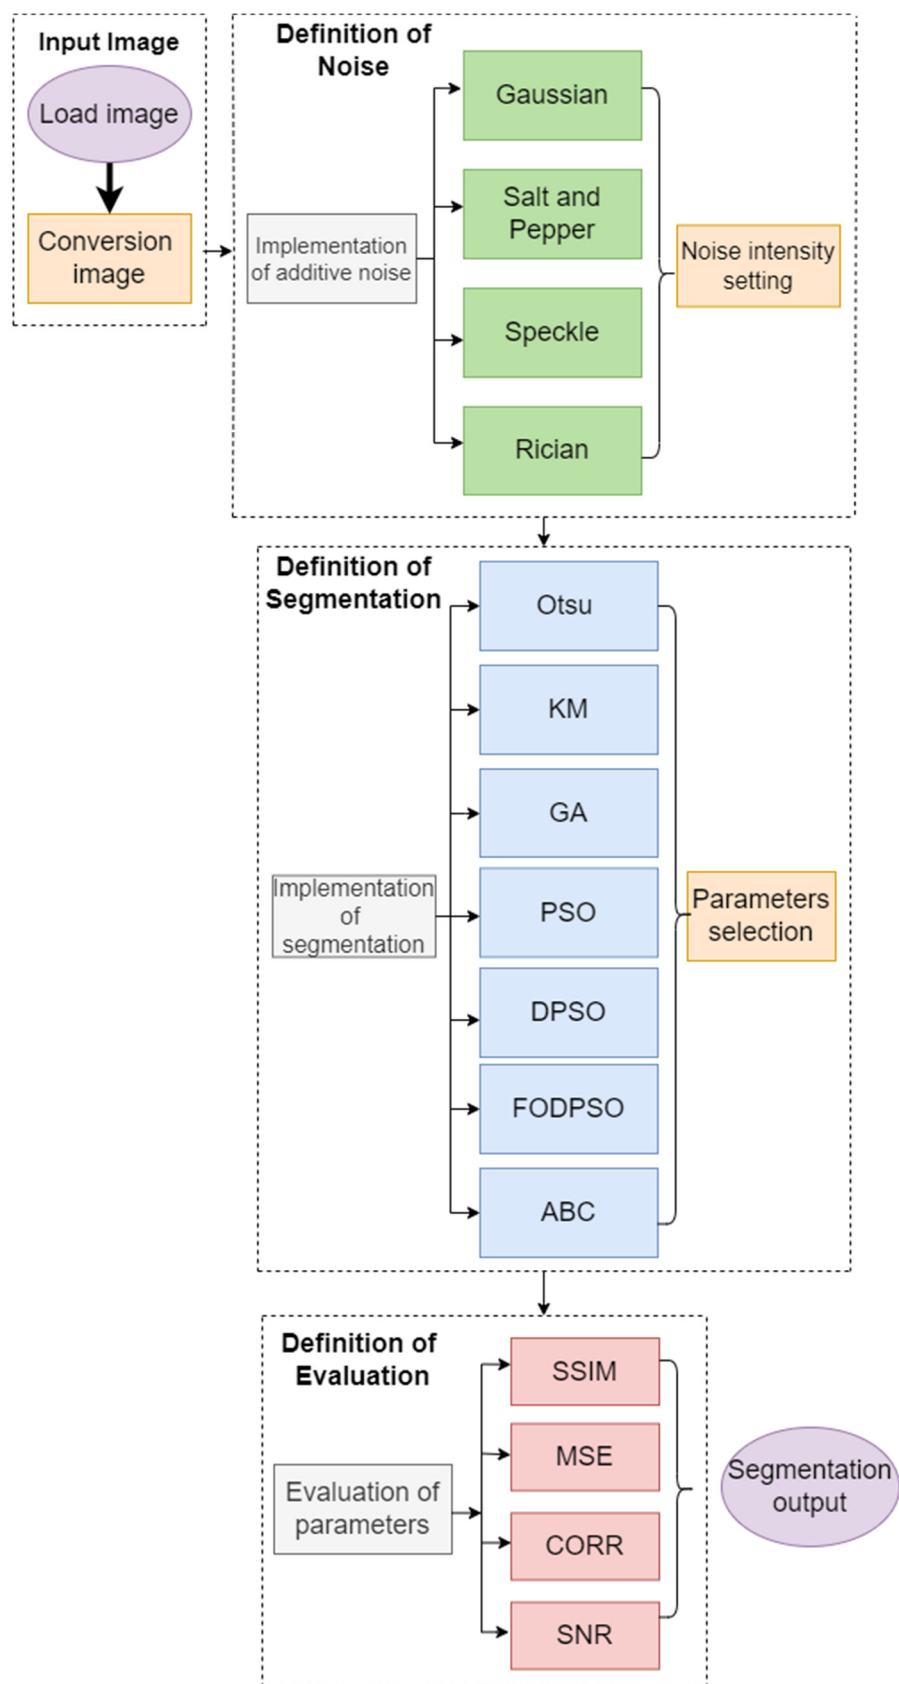 Input Image
Load image
Conversion
image
Definition of
Noise
Implementation
of additive noise
Gaussian
Salt and
Pepper
Speckle
Rician
Noise intensity
setting
Definition of
Segmentation
Implementation
of
segmentation
Otsu
KM
GA
PSO
DPSO
FODPSO
ABC
Parameters
selection
Definition of
Evaluation
Evaluation of
parameters
SSIM
MSE
CORR
SNR
Segmentation
output